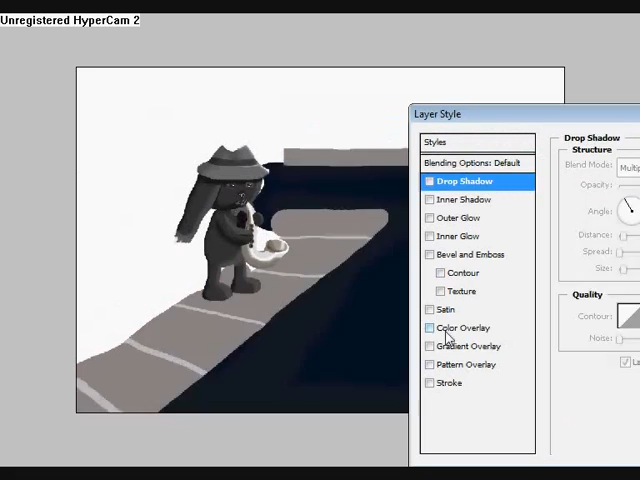 Unregistered HyperCam 2
Layer Style
Styles
Blending Options: Default
Drop Shadow
Inner Shadow
Outer Glow
Inner Glow
Bevel and Emboss
Contour
Texture
Satin
Color Overlay
Gradient Overlay
Pattern Overlay
Stroke
Drop Shadow
Structure
Blend Mode:
Opacity:
Angle:
Distance:
Spread:
Size:
Quality
Contour:
Noise: